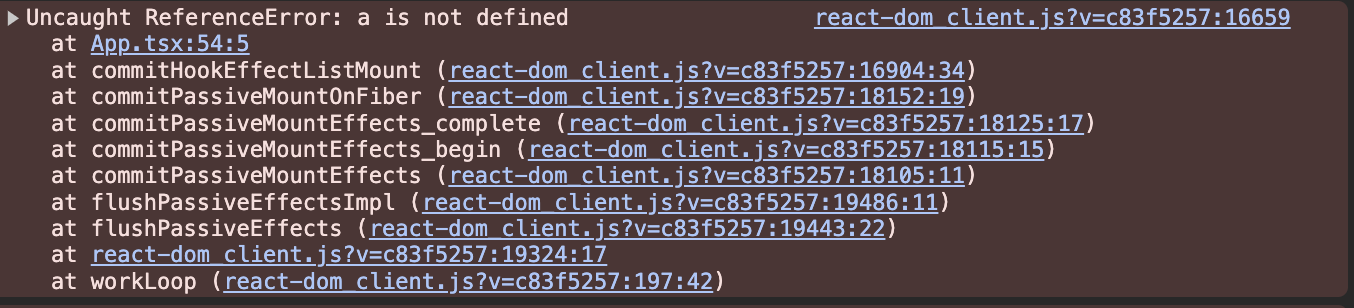 ▶Uncaught ReferenceError: a is not defined react-dom_client.js?v=c83f5257:16659
at App.tsx:54:5
at commitHookEffectListMount (react-dom_client.js?v=c83f5257:16904:34)
at commitPassiveMountOnFiber (react-dom_client.js?v=c83f5257:18152:19)
at commitPassiveMountEffects_complete (react-dom_client.js?v=c83f5257:18125:17)
at commitPassiveMountEffects_begin (react-dom_client.js?v=c83f5257:18115:15)
at commitPassiveMountEffects (react-dom_client.js?v=c83f5257:18105:11)
at flushPassiveEffectsImpl (react-dom_client.js?v=c83f5257:19486:11)
at flushPassiveEffects (react-dom_client.js?v=c83f5257:19443:22)
at react-dom_client.js?v=c83f5257:19324:17
at workLoop (react-dom_client.js?v=c83f5257:197:42)